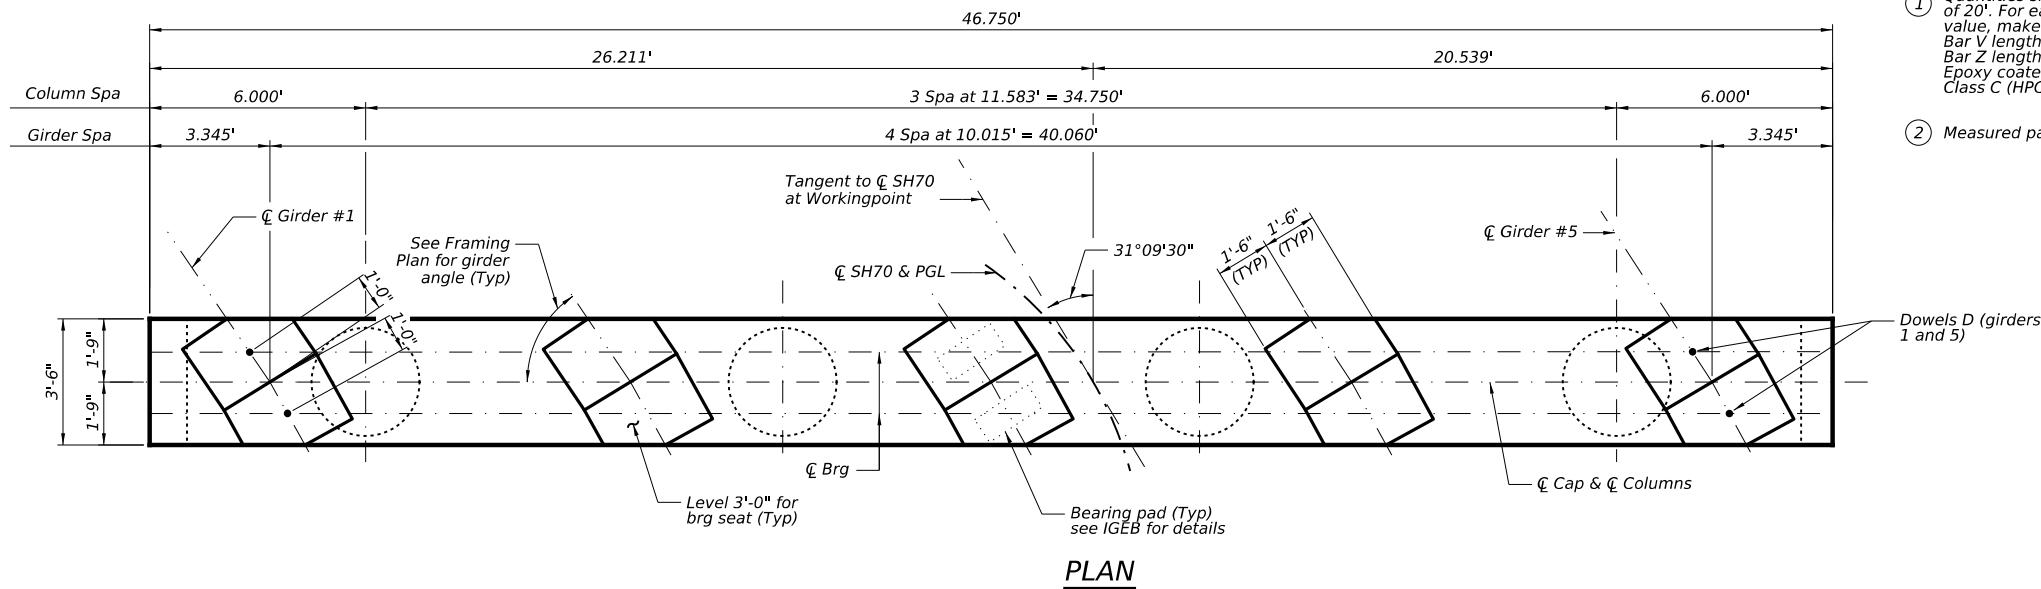 46.750'
26.211'
20.539'
Column Spa
6.000'
3 Spa at 11.583' = 34.750'
6.000'
Girder Spa
3.345'
4 Spa at 10.015' = 40.060'
3.345'
Tangent to ℄ SH70
at Workingpoint
℄ Girder #1
See Framing
Plan for girder
angle (Typ)
℄ SH70 & PGL
31°09'30"
1'-6"
(TYP)
1'-6"
(TYP)
℄ Girder #5
1'-0"
1'-0"
3'-6"
1'-9"
1'-9"
Dowels D (girders
1 and 5)
℄ Brg
℄ Cap & ℄ Columns
Level 3'-0" for
brg seat (Typ)
Bearing pad (Typ)
see IGEB for details
PLAN
1
of 20'. For ea
value, make
Bar V length
Bar Z length
Epoxy coate
Class C (HPC
2 Measured pa